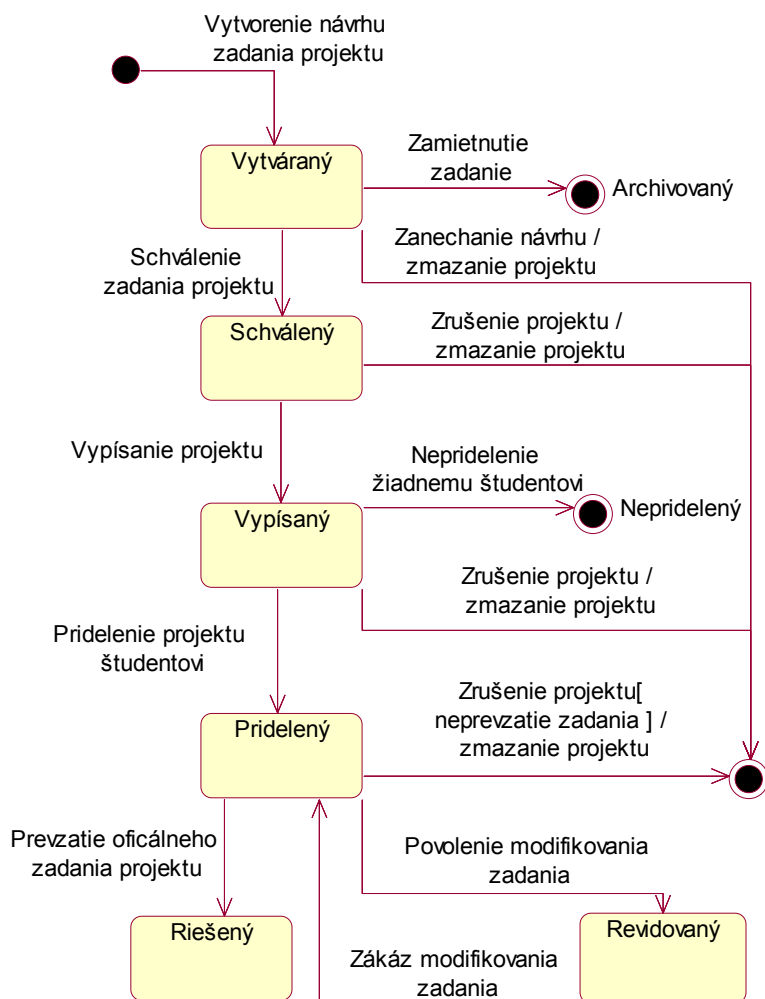 Vytvorenie návrhu
zadania projektu
Vytváraný
Zamietnutie
zadanie
Archivovaný
Schválenie
zadania projektu
Zanechanie návrhu /
zmazanie projektu
Schválený
Zrušenie projektu /
zmazanie projektu
Vypísanie projektu
Nepridelenie
žiadnemu študentovi
Nepridelený
Vypísaný
Zrušenie projektu /
zmazanie projektu
Pridelenie projektu
študentovi
Zrušenie projektu[
neprevzatie zadania ] /
zmazanie projektu
Pridelený
Prevzatie oficálneho
zadania projektu
Povolenie modifikovania
zadania
Riešený
Revidovaný
Zákáz modifikovania
zadania